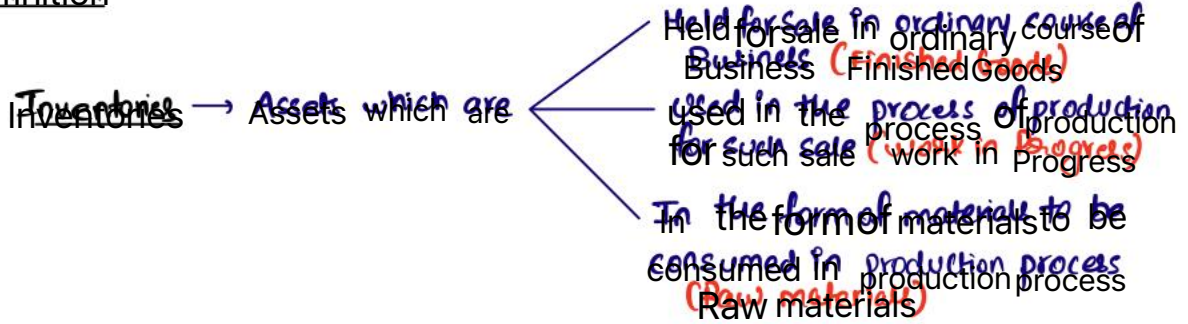 Inventories → Assets which are
Held for sale in ordinary course of
Business (Finished Goods)
used in the process of production
for such sale (work in Progress)
In the form of materials to be
consumed in production process
(Raw materials)